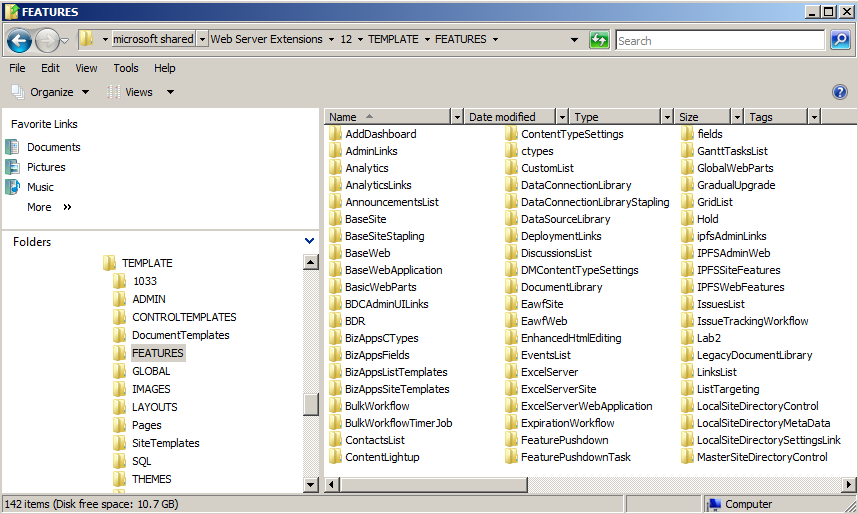 FEATURES
microsoft shared Web Server Extensions 12 TEMPLATE FEATURES Search
File Edit View Tools Help
Organize Views
Favorite Links
Documents
Pictures
Music
More »
Folders
TEMPLATE
1033
ADMIN
CONTROLTEMPLATES
DocumentTemplates
FEATURES
GLOBAL
IMAGES
LAYOUTS
Pages
SiteTemplates
SQL
THEMES
Name Date modified Type Size Tags
AddDashboard ContentTypeSettings fields
AdminLinks ctypes GanttTasksList
Analytics CustomList GlobalWebParts
AnalyticsLinks DataConnectionLibrary GradualUpgrade
AnnouncementsList DataConnectionLibraryStapling GridList
BaseSite DataSourceLibrary Hold
BaseSiteStapling DeploymentLinks ipfsAdminLinks
BaseWeb DiscussionsList IPFSAdminWeb
BaseWebApplication DMContentTypeSettings IPFSSiteFeatures
BasicWebParts DocumentLibrary IPFSWebFeatures
BDCAdminUILinks EawfSite IssuesList
BDR EawfWeb IssueTrackingWorkflow
BizAppsCTypes EnhancedHtmlEditing Lab2
BizAppsFields EventsList LegacyDocumentLibrary
BizAppsListTemplates ExcelServer LinksList
BizAppsSiteTemplates ExcelServerSite ListTargeting
BulkWorkflow ExcelServerWebApplication LocalSiteDirectoryControl
BulkWorkflowTimerJob ExpirationWorkflow LocalSiteDirectoryMetaData
ContactsList FeaturePushdown LocalSiteDirectorySettingsLink
ContentLightup FeaturePushdownTask MasterSiteDirectoryControl
142 items (Disk free space: 10.7 GB) Computer